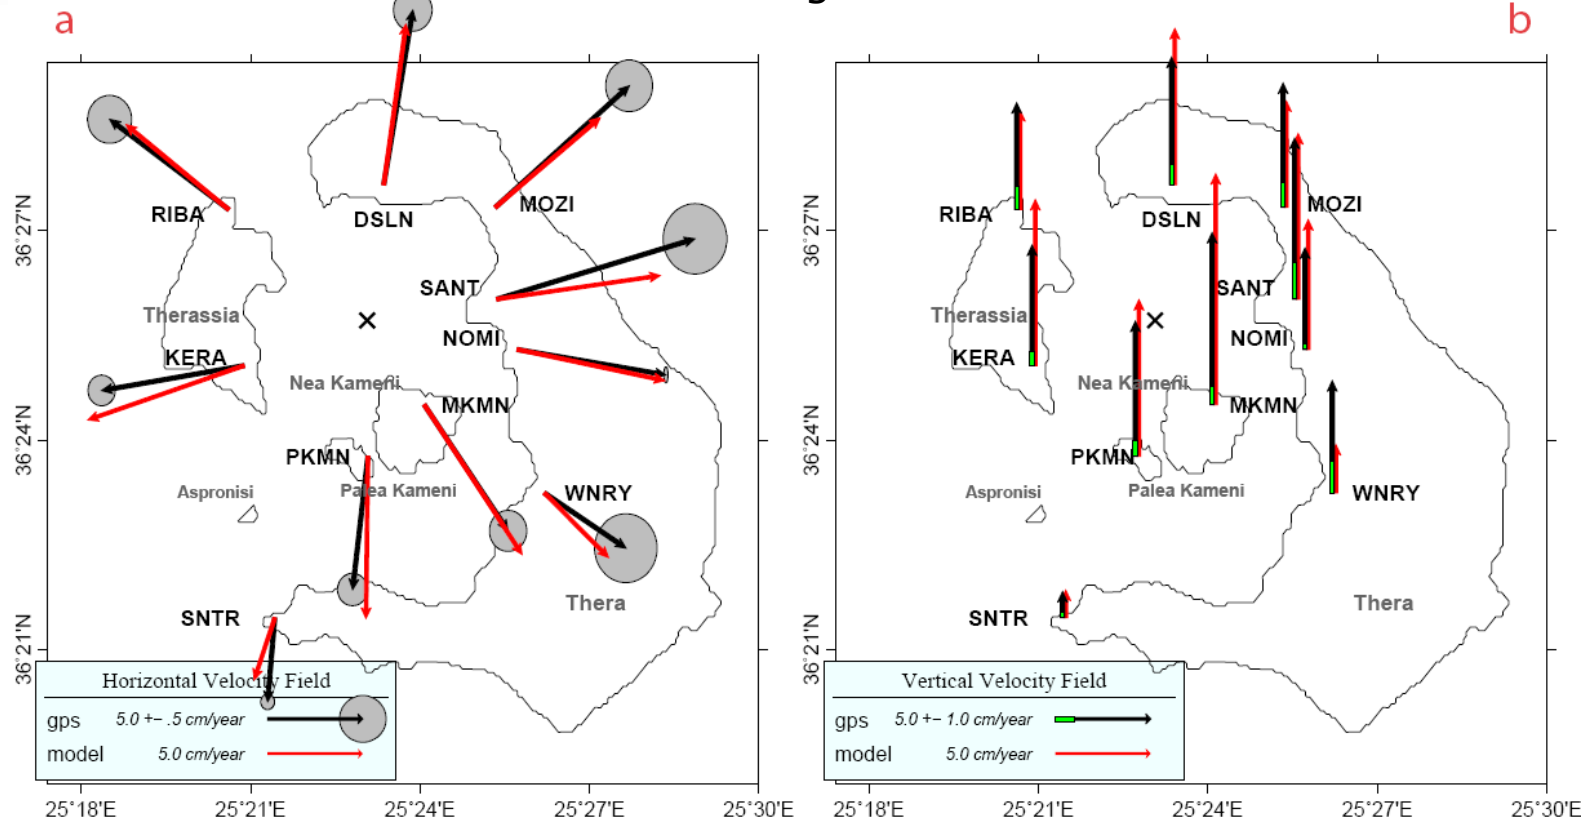 g
a
b
RIBA
DSLN
MOZI
SANT
Therassia
NOMI
KERA
Nea Kameni
MKMN
PKMN
Aspronisi
Palea Kameni
WNRY
SNTR
Thera
36°27'N
36°24'N
36°21'N
Horizontal Velocity Field
gps 5.0 +− .5 cm/year
model 5.0 cm/year
25°18'E 25°21'E 25°24'E 25°27'E 25°30'E
RIBA
DSLN
MOZI
SANT
Therassia
NOMI
KERA
Nea Kameni
MKMN
PKMN
Aspronisi
Palea Kameni
WNRY
SNTR
Thera
36°27'N
36°24'N
36°21'N
Vertical Velocity Field
gps 5.0 +− 1.0 cm/year
model 5.0 cm/year
25°18'E 25°21'E 25°24'E 25°27'E 25°30'E